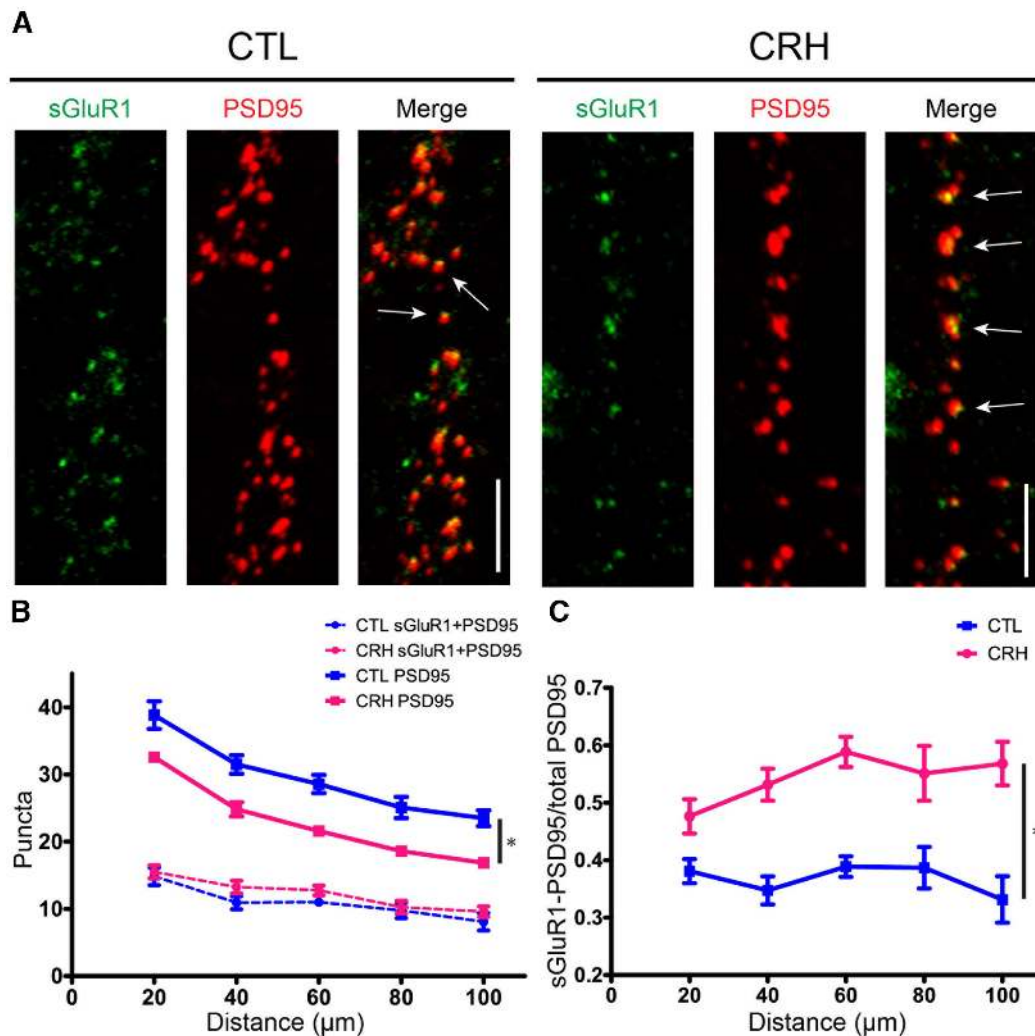 A
CTL
CRH
sGluR1 PSD95 Merge
sGluR1 PSD95 Merge
B
CTL sGluR1+PSD95
CRH sGluR1+PSD95
CTL PSD95
CRH PSD95
Puncta
40
30
20
10
0
*
0 20 40 60 80 100
Distance (µm)
C
CTL
CRH
sGluR1-PSD95/total PSD95
0.7
0.6
0.5
0.4
0.3
0.2
*
0 20 40 60 80 100
Distance (µm)